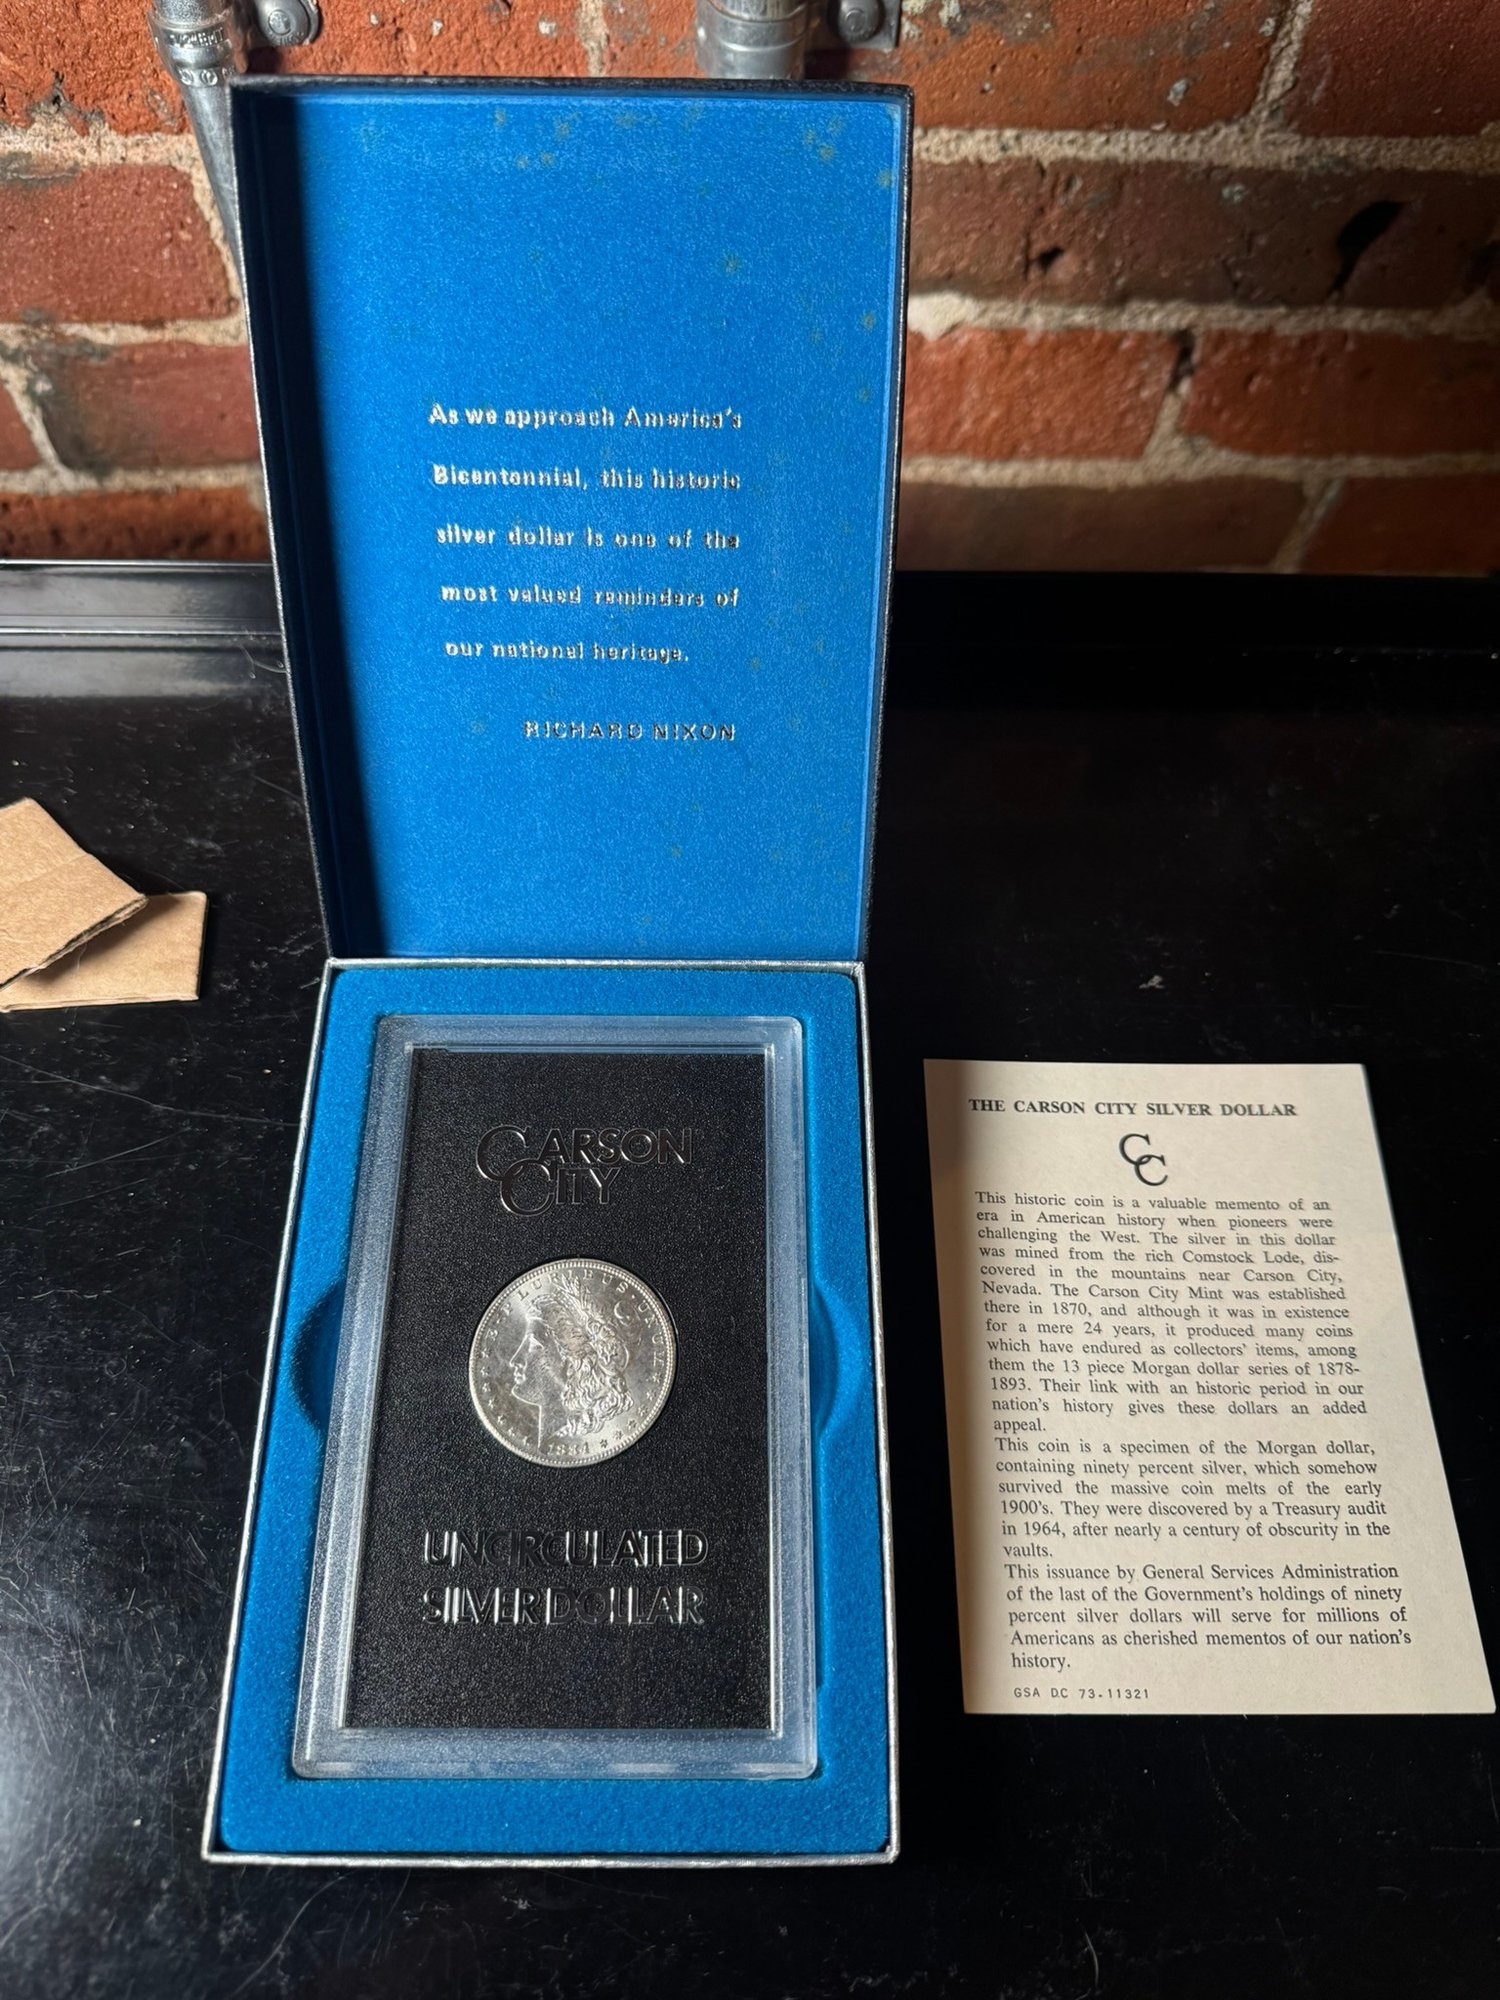 As we approach America's
Bicentennial, this historic
silver dollar is one of the
most valued reminders of
our national heritage.
RICHARD NIXON
CARSON
CITY
E · PLURIBUS · UNUM
1884
UNCIRCULATED
SILVER DOLLAR
THE CARSON CITY SILVER DOLLAR
CC
This historic coin is a valuable memento of an
era in American history when pioneers were
challenging the West. The silver in this dollar
was mined from the rich Comstock Lode, dis-
covered in the mountains near Carson City,
Nevada. The Carson City Mint was established
there in 1870, and although it was in existence
for a mere 24 years, it produced many coins
which have endured as collectors' items, among
them the 13 piece Morgan dollar series of 1878-
1893. Their link with an historic period in our
nation's history gives these dollars an added
appeal.
This coin is a specimen of the Morgan dollar,
containing ninety percent silver, which somehow
survived the massive coin melts of the early
1900's. They were discovered by a Treasury audit
in 1964, after nearly a century of obscurity in the
vaults.
This issuance by General Services Administration
of the last of the Government's holdings of ninety
percent silver dollars will serve for millions of
Americans as cherished mementos of our nation's
history.
GSA DC 73-11321